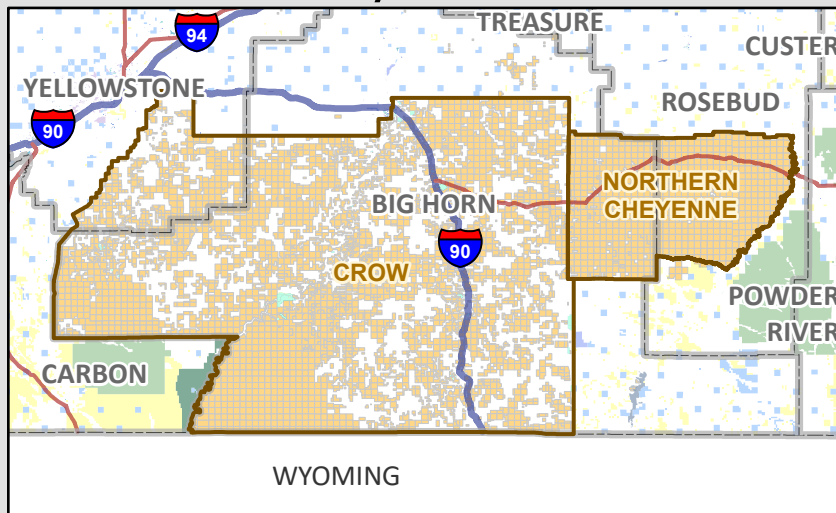 TREASURE
94
CUSTER
YELLOWSTONE
ROSEBUD
90
NORTHERN
CHEYENNE
BIG HORN
90
CROW
POWDER
RIVER
CARBON
WYOMING